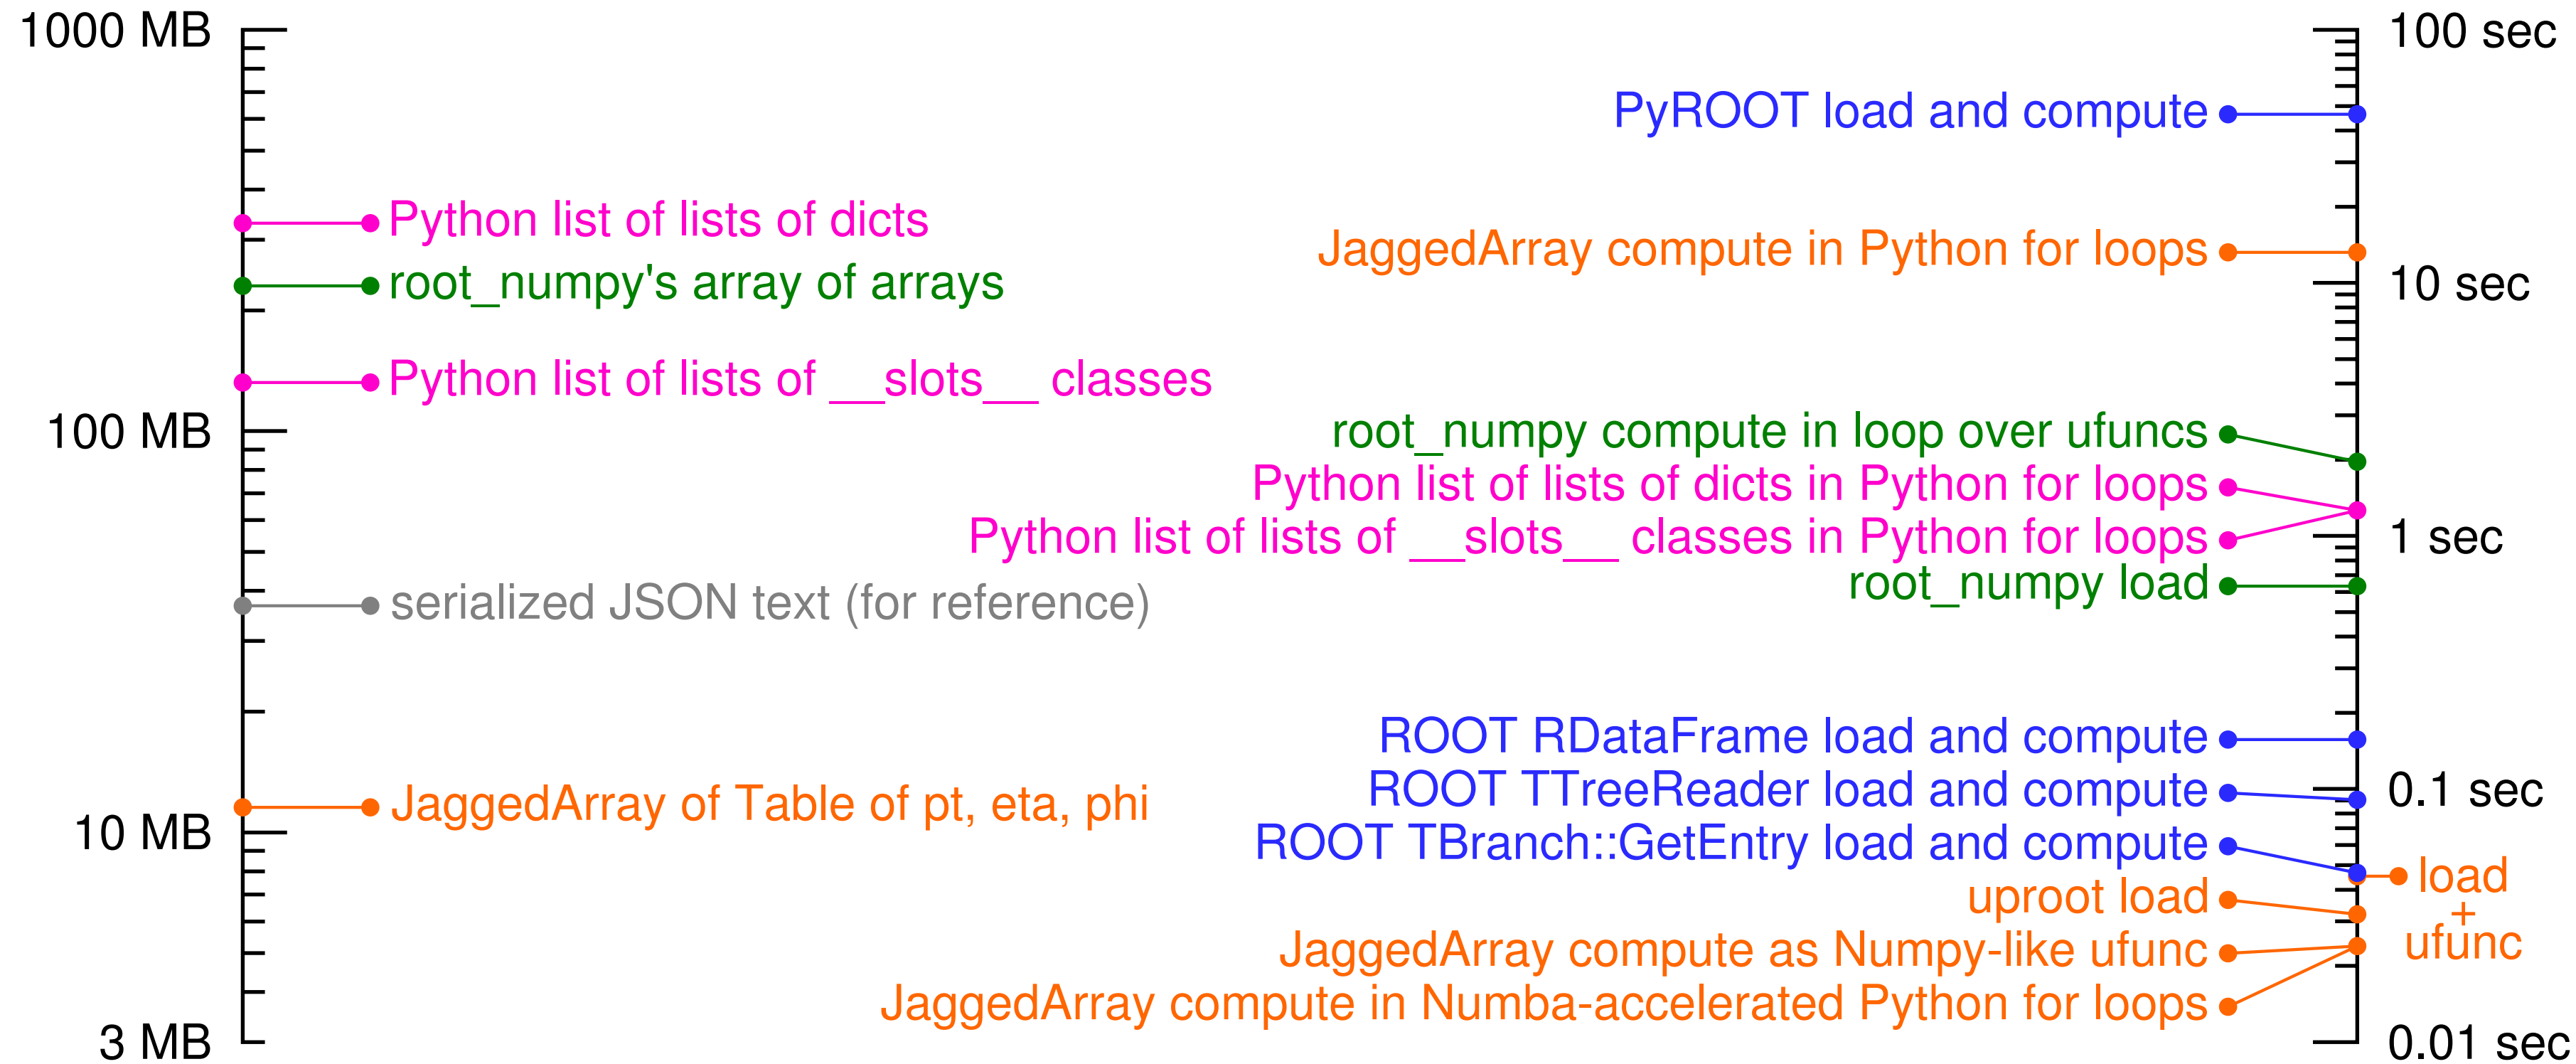 1000 MB
Python list of lists of dicts
root_numpy's array of arrays
Python list of lists of __slots__ classes
100 MB
serialized JSON text (for reference)
JaggedArray of Table of pt, eta, phi
10 MB
3 MB
100 sec
PyROOT load and compute
JaggedArray compute in Python for loops
10 sec
root_numpy compute in loop over ufuncs
Python list of lists of dicts in Python for loops
Python list of lists of __slots__ classes in Python for loops
1 sec
root_numpy load
ROOT RDataFrame load and compute
ROOT TTreeReader load and compute
0.1 sec
ROOT TBranch::GetEntry load and compute
uproot load
load
+
ufunc
JaggedArray compute as Numpy-like ufunc
JaggedArray compute in Numba-accelerated Python for loops
0.01 sec